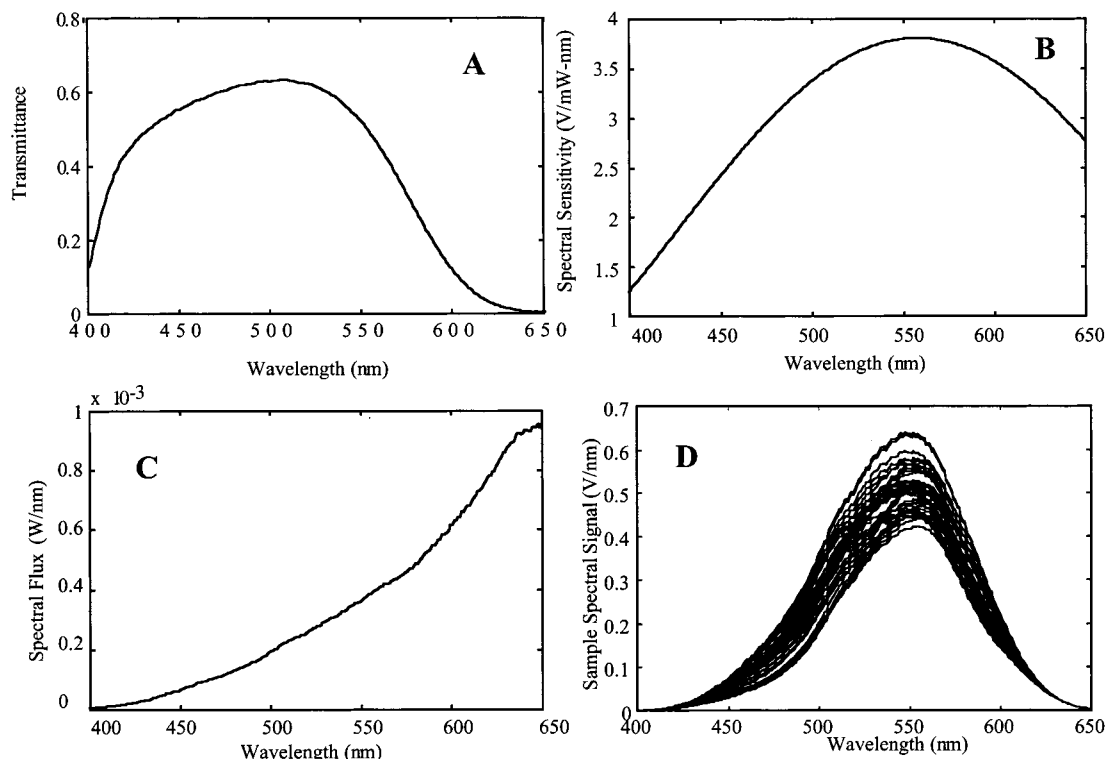 0.8
0.6
0.4
0.2
0
Transmittance
A
4 0 0
4 5 0
5 0 0
5 5 0
6 0 0
6 5 0
Wavelength (nm)
4
3.5
3
2.5
2
1.5
1
Spectral Sensitivity (V/mW-nm)
B
400
450
500
550
600
650
Wavelength (nm)
x 10-3
1
0.8
0.6
0.4
0.2
0
Spectral Flux (W/nm)
C
400
450
500
550
600
650
Wavelength (nm)
0.7
0.6
0.5
0.4
0.3
0.2
0.1
0
Sample Spectral Signal (V/nm)
D
400
450
500
550
600
650
Wavelength (nm)